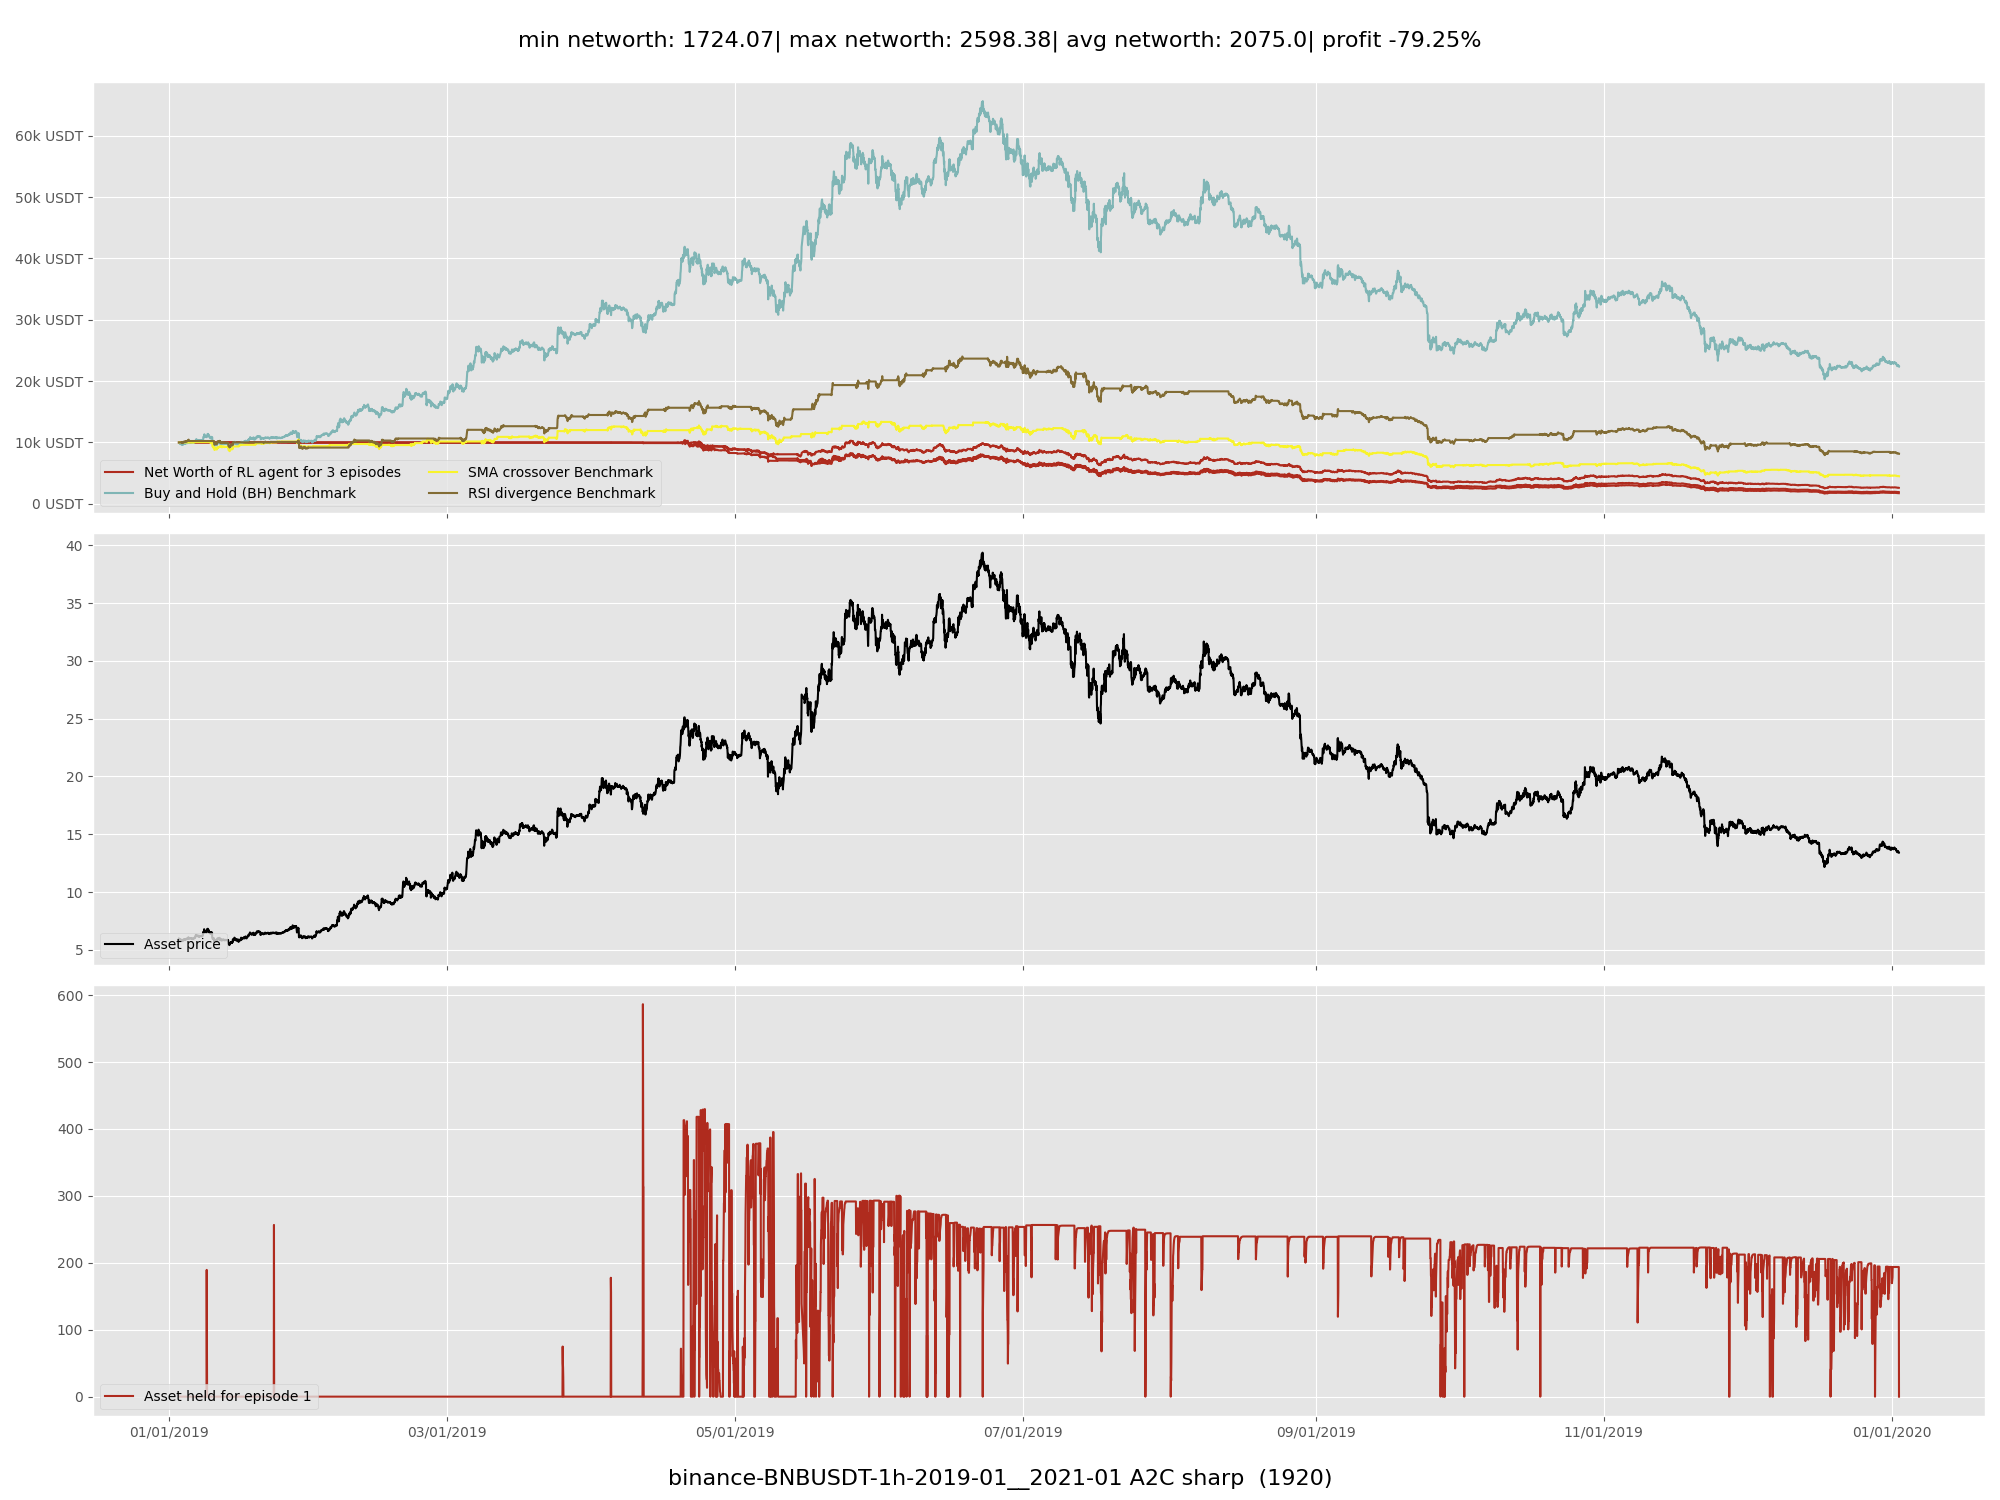 min networth: 1724.07| max networth: 2598.38| avg networth: 2075.0| profit -79.25%
60k USDT
50k USDT
40k USDT
30k USDT
20k USDT
10k USDT
0 USDT
Net Worth of RL agent for 3 episodes
Buy and Hold (BH) Benchmark
SMA crossover Benchmark
RSI divergence Benchmark
40
35
30
25
20
15
10
5
Asset price
600
500
400
300
200
100
0
Asset held for episode 1
01/01/2019
03/01/2019
05/01/2019
07/01/2019
09/01/2019
11/01/2019
01/01/2020
binance-BNBUSDT-1h-2019-01__2021-01 A2C sharp (1920)